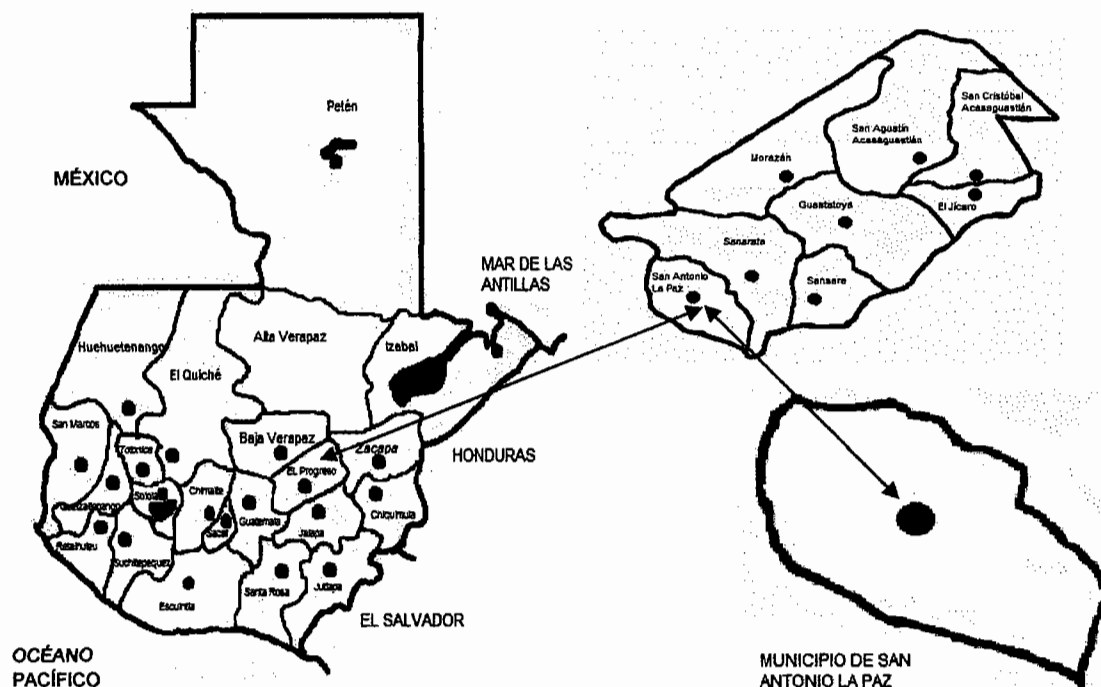 Petén
MÉXICO
MAR DE LAS
ANTILLAS
Huehuetenango
Alta Verapaz
Izabal
El Quiché
San Marcos
Baja Verapaz
Zacapa
HONDURAS
EL Progreso
Sololá
Chimalte
Guatemala
Jalapa
Chiquimula
Quetzaltenango
Retalhuleu
Suchitepequez
Escuintla
Santa Rosa
Jutiapa
EL SALVADOR
OCÉANO
PACÍFICO
San Cristóbal
Acasaguastlán
San Agustín
Acasaguastlán
Morazán
Guastatoya
El Jícaro
Sanarate
San Antonio
La Paz
Sansare
MUNICIPIO DE SAN
ANTONIO LA PAZ